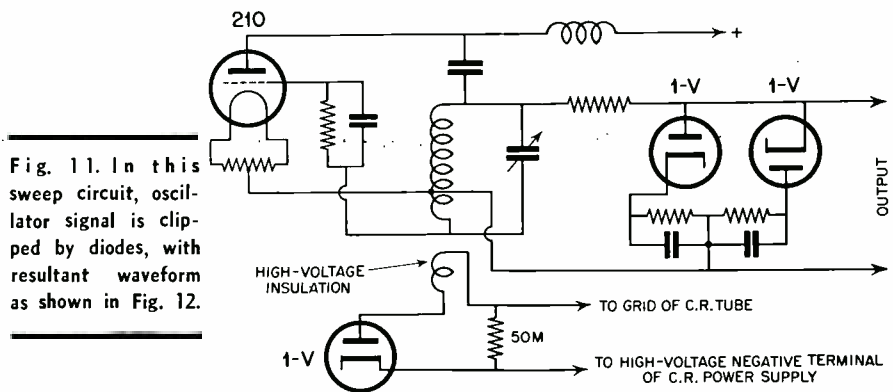 210
+
1-V
1-V
Fig. 11. In this
sweep circuit, oscil-
lator signal is clip-
ped by diodes, with
resultant waveform
as shown in Fig. 12.
OUTPUT
HIGH-VOLTAGE
INSULATION
TO GRID OF C.R. TUBE
50M
1-V
TO HIGH-VOLTAGE NEGATIVE TERMINAL
OF C.R. POWER SUPPLY